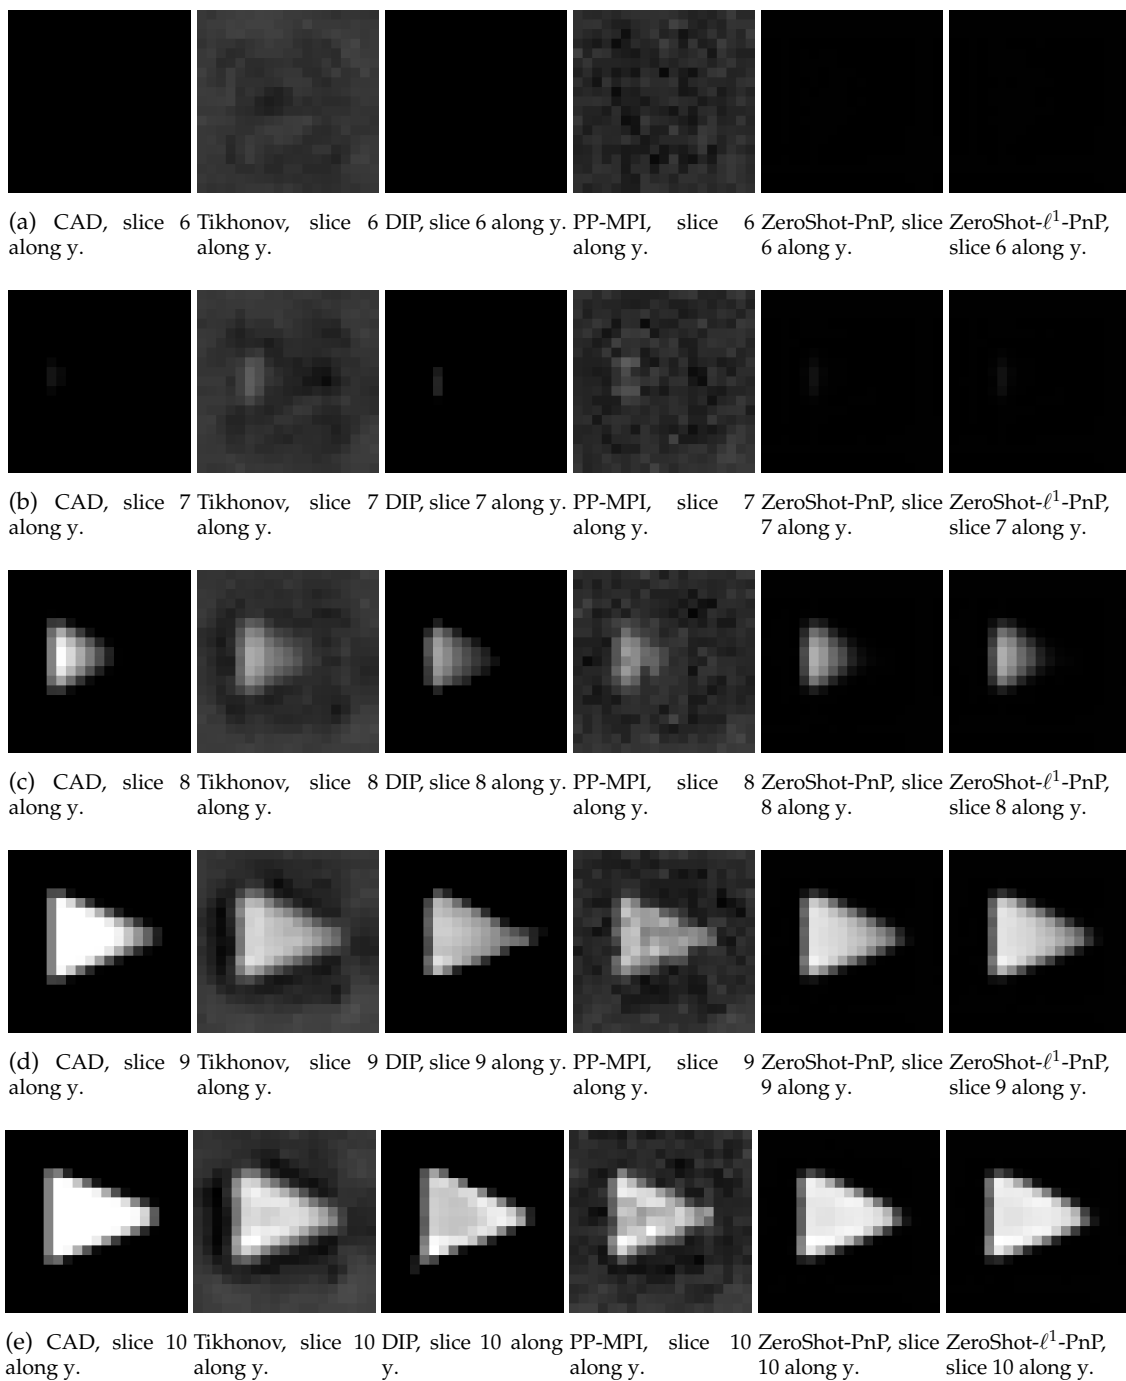 (a) CAD, slice 6 along y.
Tikhonov, slice 6 along y.
DIP, slice 6 along y.
PP-MPI, slice 6 along y.
ZeroShot-PnP, slice 6 along y.
ZeroShot-ℓ¹-PnP, slice 6 along y.
(b) CAD, slice 7 along y.
Tikhonov, slice 7 along y.
DIP, slice 7 along y.
PP-MPI, slice 7 along y.
ZeroShot-PnP, slice 7 along y.
ZeroShot-ℓ¹-PnP, slice 7 along y.
(c) CAD, slice 8 along y.
Tikhonov, slice 8 along y.
DIP, slice 8 along y.
PP-MPI, slice 8 along y.
ZeroShot-PnP, slice 8 along y.
ZeroShot-ℓ¹-PnP, slice 8 along y.
(d) CAD, slice 9 along y.
Tikhonov, slice 9 along y.
DIP, slice 9 along y.
PP-MPI, slice 9 along y.
ZeroShot-PnP, slice 9 along y.
ZeroShot-ℓ¹-PnP, slice 9 along y.
(e) CAD, slice 10 along y.
Tikhonov, slice 10 along y.
DIP, slice 10 along y.
PP-MPI, slice 10 along y.
ZeroShot-PnP, slice 10 along y.
ZeroShot-ℓ¹-PnP, slice 10 along y.